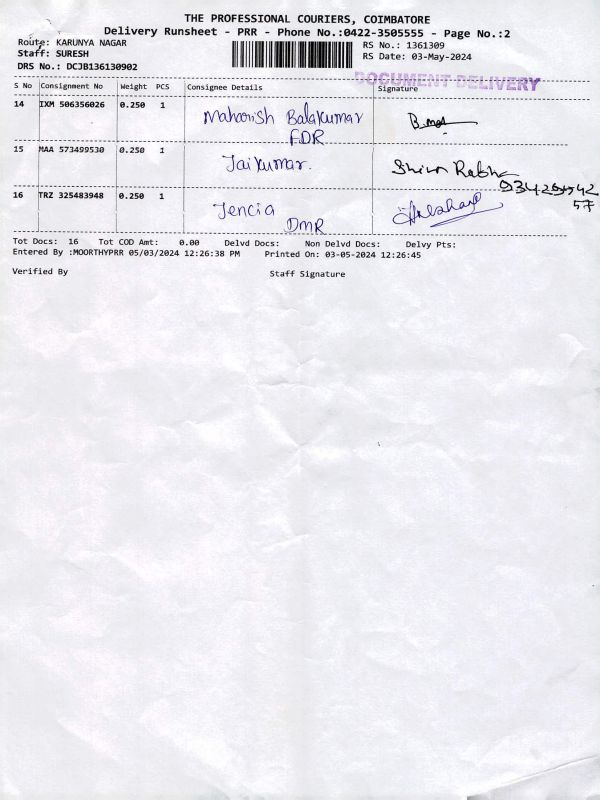 THE PROFESSIONAL COURIERS, COIMBATORE
Delivery Runsheet - PRR - Phone No.:0422-3505555 - Page No.:2
Route: KARUNYA NAGAR
RS No.: 1361309
Staff: SURESH
RS Date: 03-May-2024
DRS No.: DCJB136130902
DOCUMENT DELIVERY
S No Consignment No Weight PCS Consignee Details Signature
14 IXM 506356026 0.250 1 Mahaarish Balakumar
FDR
15 MAA 573499530 0.250 1 Jaikumar.
16 TRZ 325483948 0.250 1 Jencia
DMR
Tot Docs: 16 Tot COD Amt: 0.00 Delvd Docs: Non Delvd Docs: Delvy Pts:
Entered By :MOORTHYPRR 05/03/2024 12:26:38 PM Printed On: 03-05-2024 12:26:45
Verified By Staff Signature